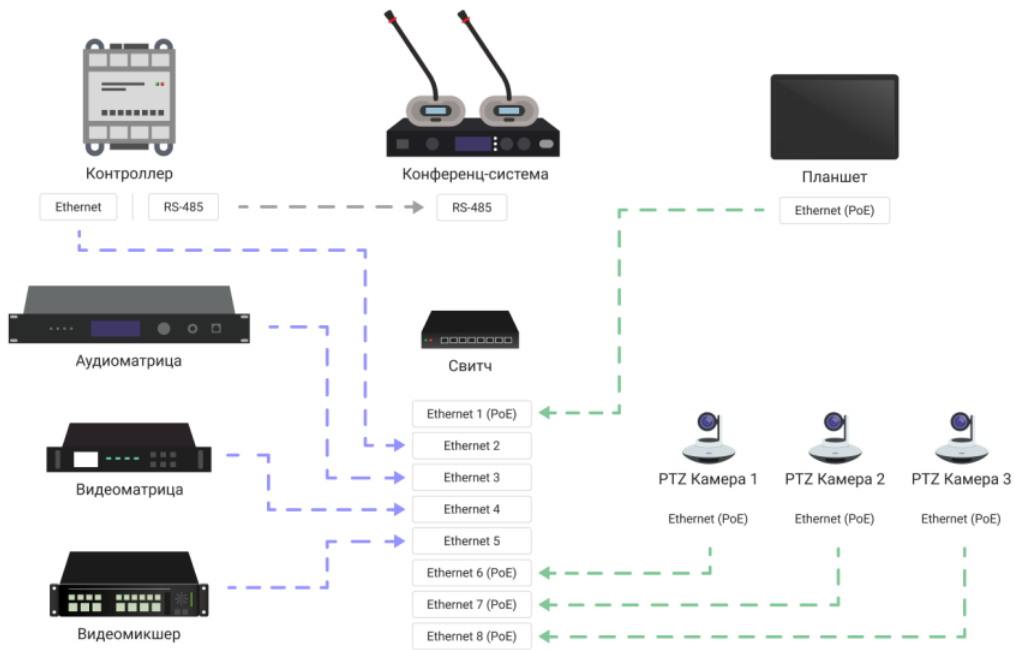 Контроллер
Ethernet
RS-485
Конференц-система
RS-485
Планшет
Ethernet (PoE)
Аудиоматрица
Свитч
Ethernet 1 (PoE)
Ethernet 2
Ethernet 3
Ethernet 4
Ethernet 5
Ethernet 6 (PoE)
Ethernet 7 (PoE)
Ethernet 8 (PoE)
Видеоматрица
Видеомикшер
PTZ Камера 1
Ethernet (PoE)
PTZ Камера 2
Ethernet (PoE)
PTZ Камера 3
Ethernet (PoE)